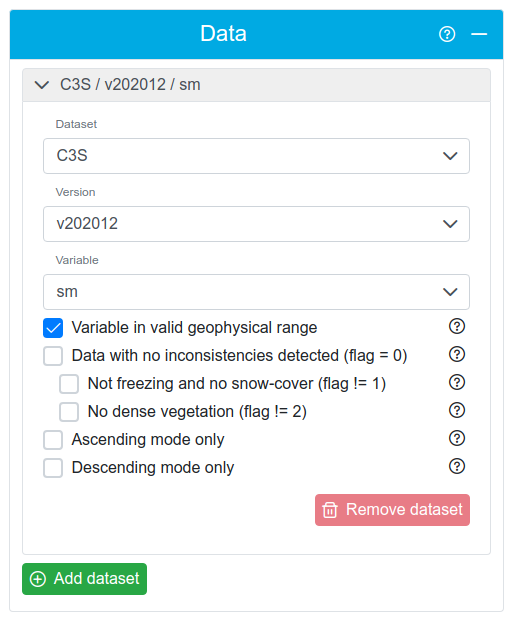 Data
C3S / v202012 / sm
Dataset
C3S
Version
v202012
Variable
sm
Variable in valid geophysical range
Data with no inconsistencies detected (flag = 0)
Not freezing and no snow-cover (flag != 1)
No dense vegetation (flag != 2)
Ascending mode only
Descending mode only
Remove dataset
Add dataset